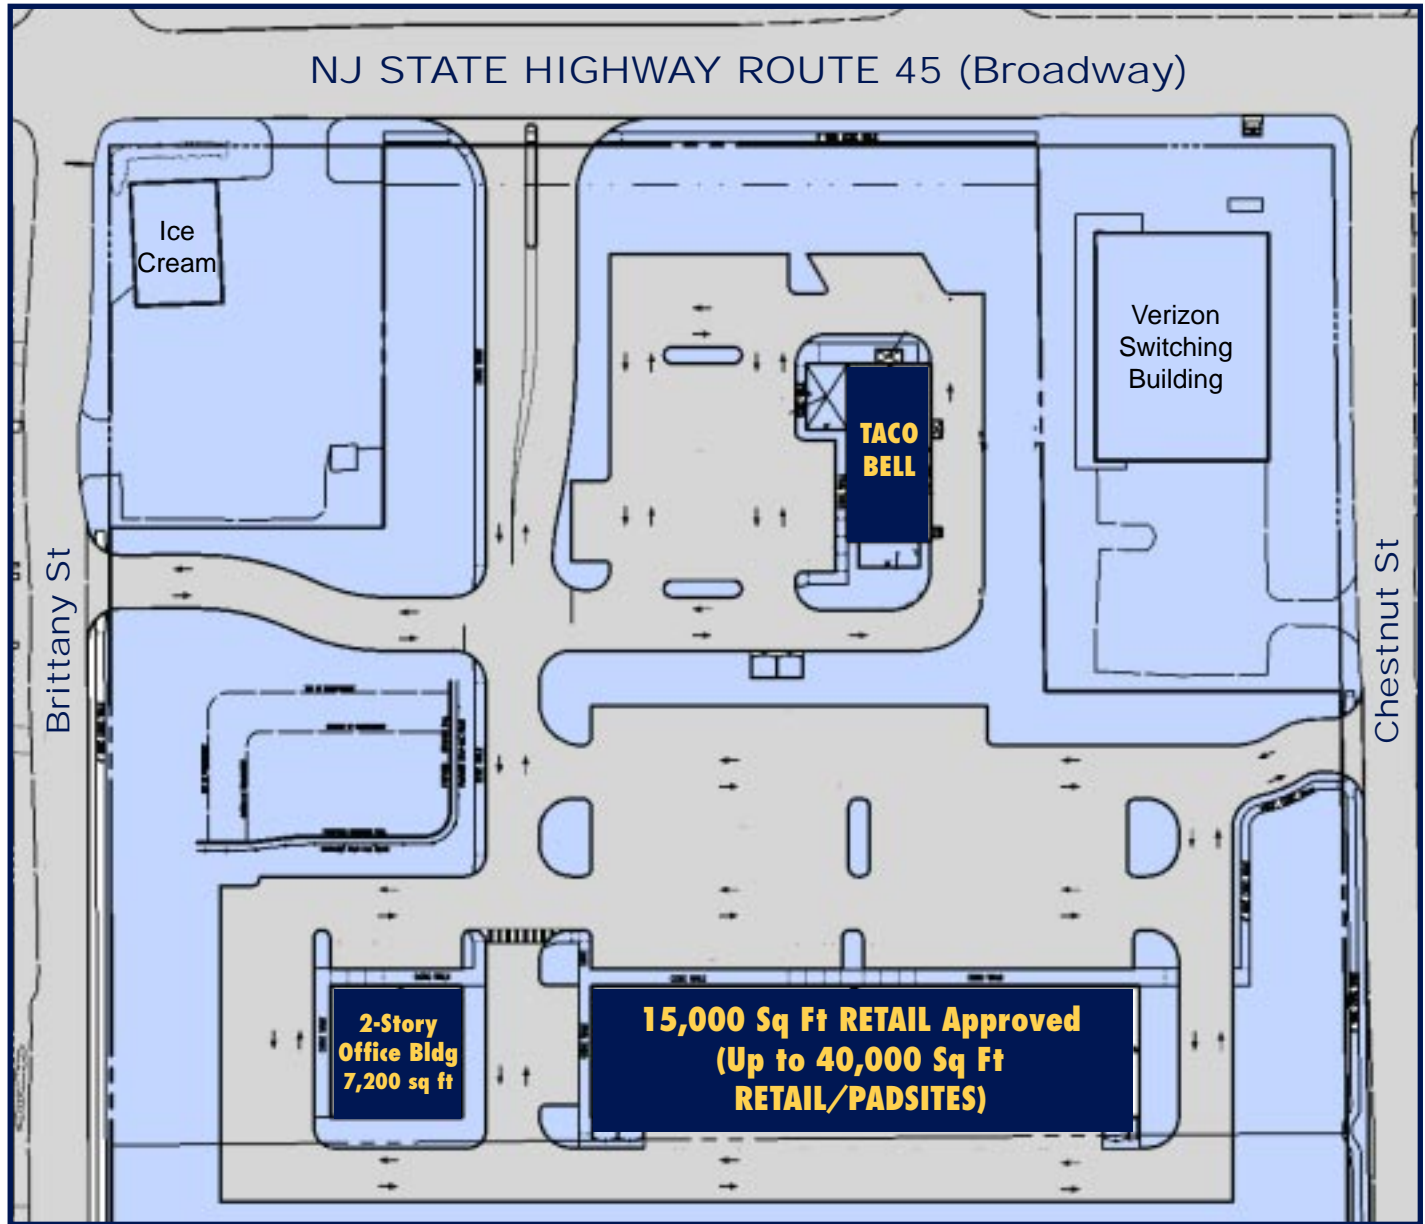 NJ STATE HIGHWAY ROUTE 45 (Broadway)
Ice
Cream
Verizon
Switching
Building
TACO
BELL
Brittany St
Chestnut St
2-Story
Office Bldg
7,200 sq ft
15,000 Sq Ft RETAIL Approved
(Up to 40,000 Sq Ft
RETAIL/PADSITES)